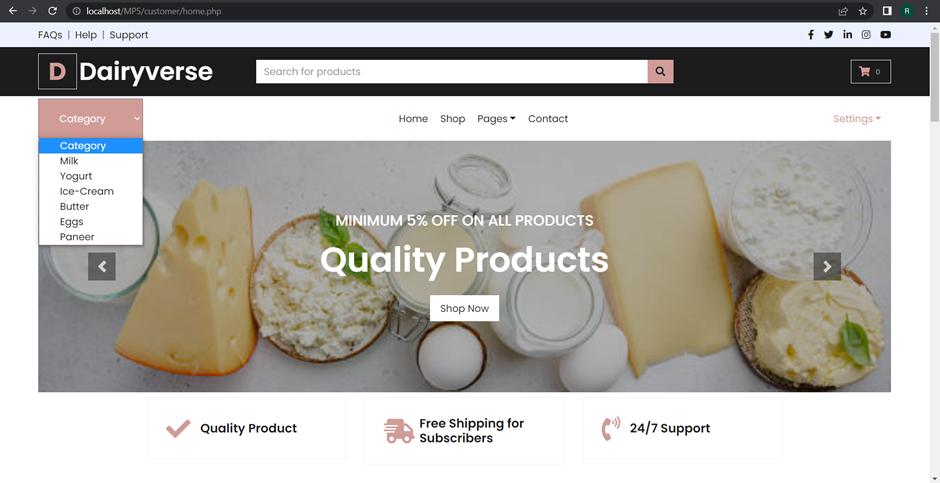 localhost/MP5/customer/home.php
R
FAQs | Help | Support
D Dairyverse
Search for products
0
Category
Home Shop Pages Contact
Settings
Category
Milk
Yogurt
Ice-Cream
Butter
Eggs
Paneer
MINIMUM 5% OFF ON ALL PRODUCTS
Quality Products
Shop Now
Quality Product
Free Shipping for
Subscribers
24/7 Support